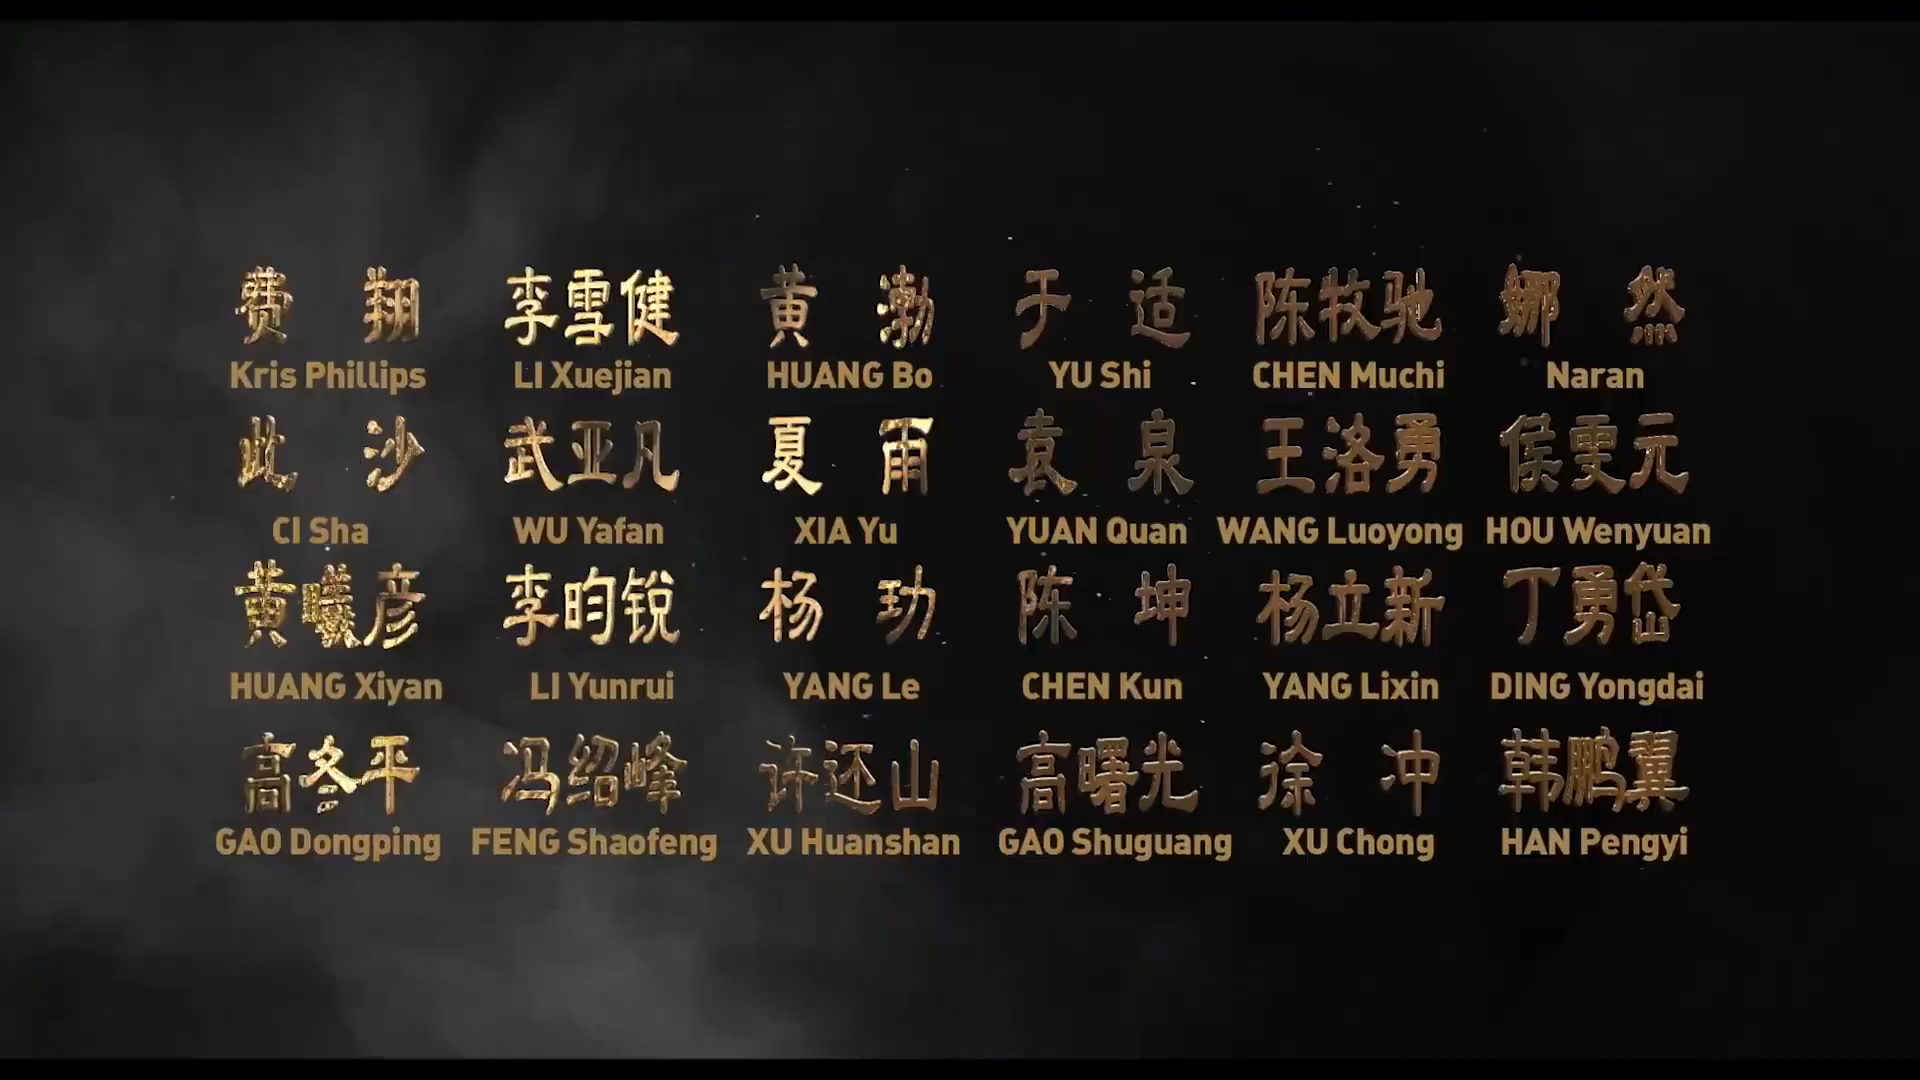 费翔 李雪健 黄渤 于适 陈牧驰 娜然
Kris Phillips LI Xuejian HUANG Bo YU Shi CHEN Muchi Naran
此沙 武亚凡 夏雨 袁泉 王洛勇 侯雯元
CI Sha WU Yafan XIA Yu YUAN Quan WANG Luoyong HOU Wenyuan
黄曦彦 李昀锐 杨玏 陈坤 杨立新 丁勇岱
HUANG Xiyan LI Yunrui YANG Le CHEN Kun YANG Lixin DING Yongdai
高冬平 冯绍峰 许还山 高曙光 徐冲 韩鹏翼
GAO Dongping FENG Shaofeng XU Huanshan GAO Shuguang XU Chong HAN Pengyi